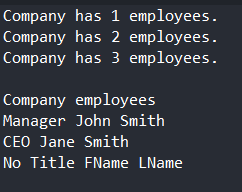 Company has 1 employees.
Company has 2 employees.
Company has 3 employees.

Company employees
Manager John Smith
CEO Jane Smith
No Title FName LName